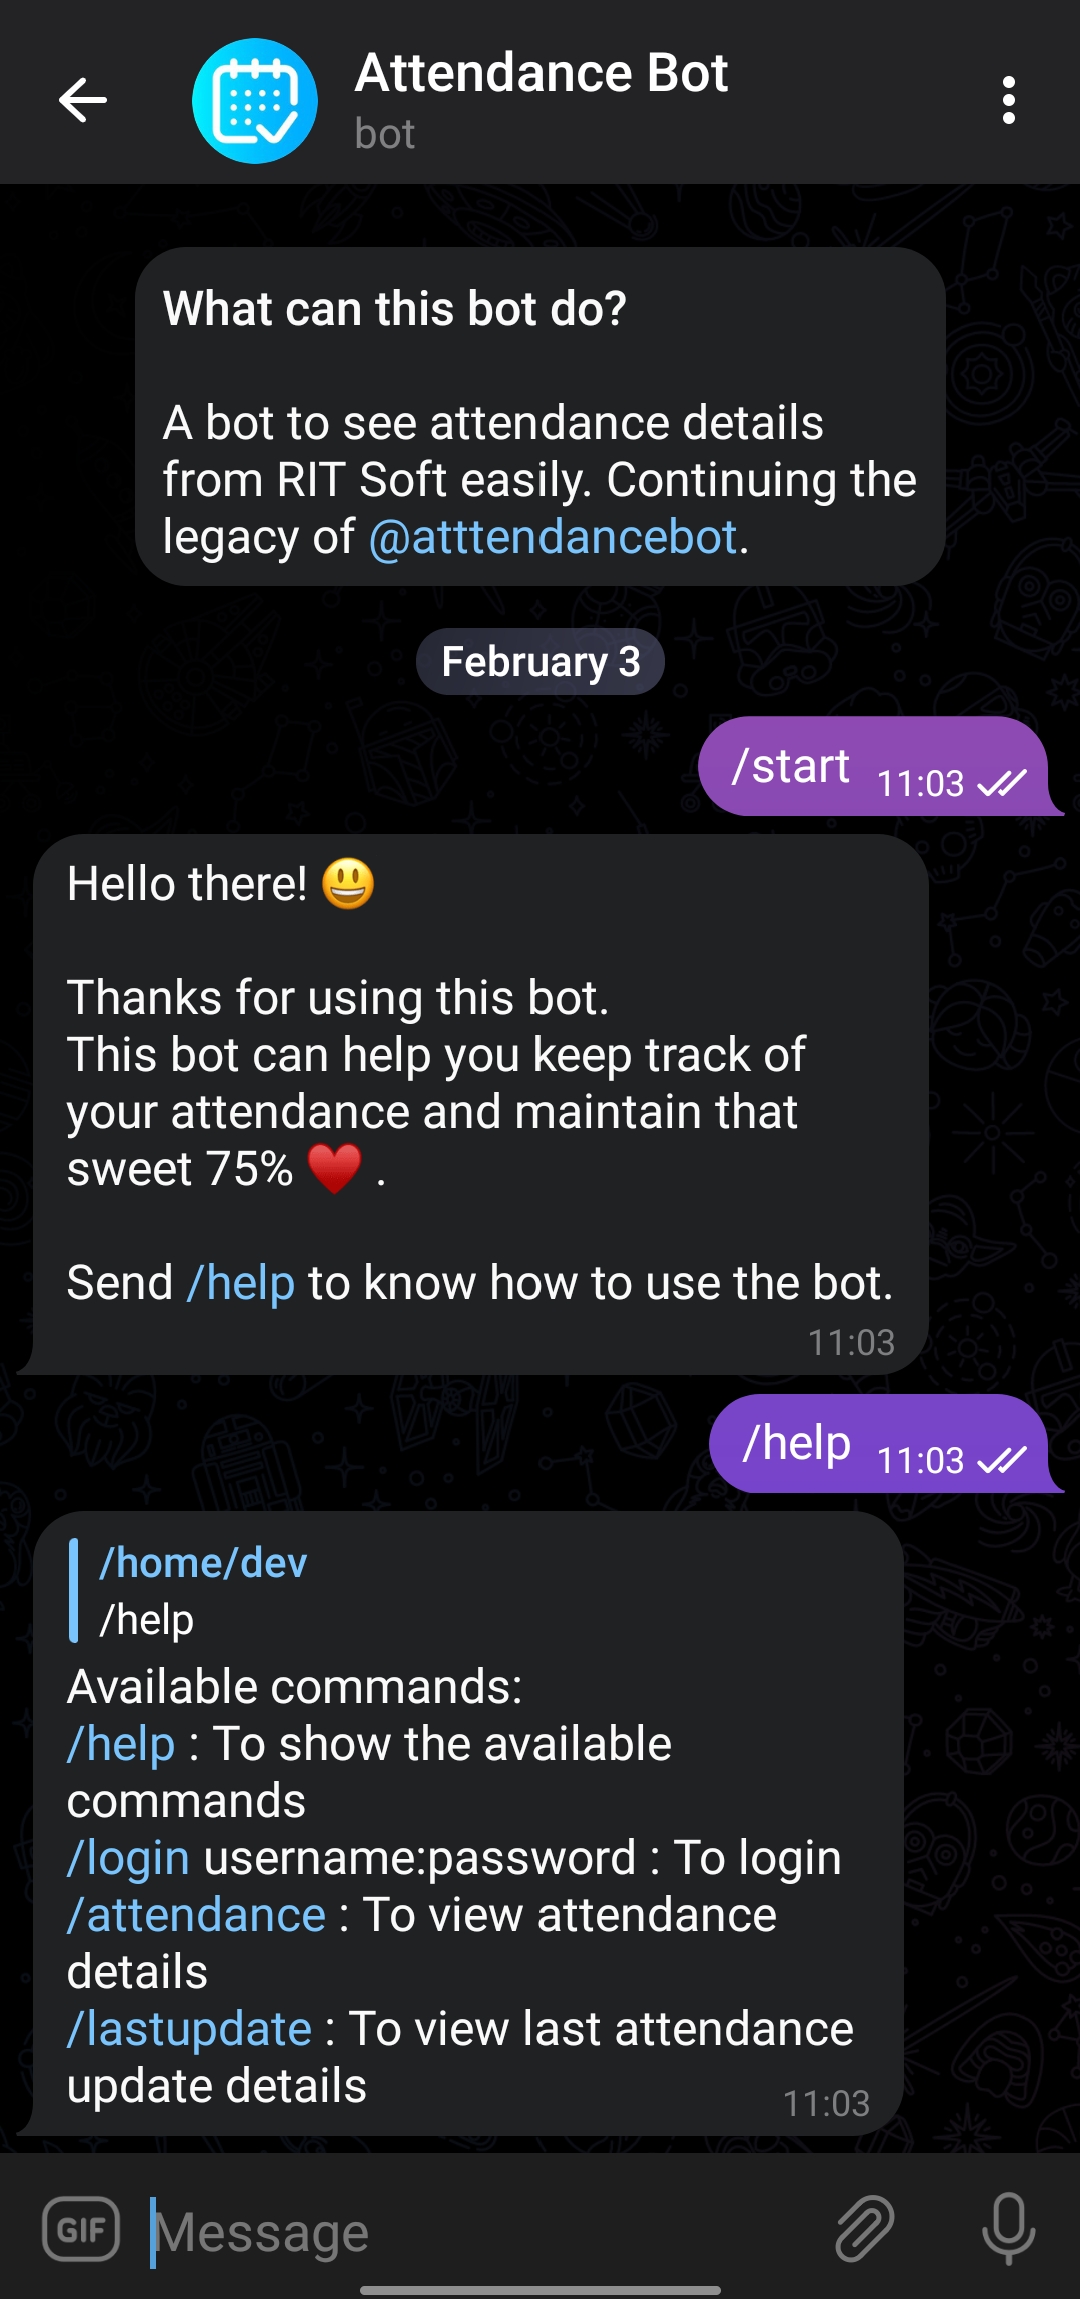 Attendance Bot
bot
What can this bot do?
A bot to see attendance details
from RIT Soft easily. Continuing the
legacy of @atttendancebot.
February 3
/start 11:03
Hello there! 😃
Thanks for using this bot.
This bot can help you keep track of
your attendance and maintain that
sweet 75% ♥️ .
Send /help to know how to use the bot.
11:03
/help 11:03
/home/dev
/help
Available commands:
/help : To show the available
commands
/login username:password : To login
/attendance : To view attendance
details
/lastupdate : To view last attendance
update details
11:03
GIF
Message